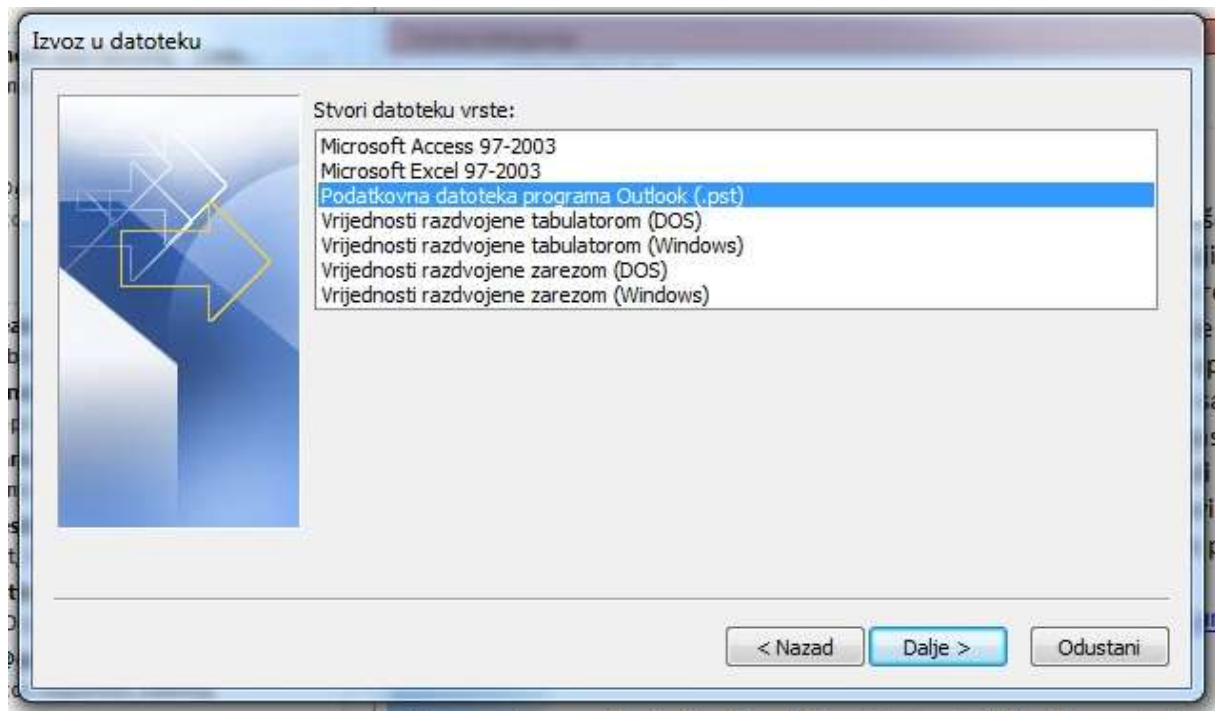 Izvoz u datoteku
Stvori datoteku vrste:
Microsoft Access 97-2003
Microsoft Excel 97-2003
Podatkovna datoteka programa Outlook (.pst)
Vrijednosti razdvojene tabulatorom (DOS)
Vrijednosti razdvojene tabulatorom (Windows)
Vrijednosti razdvojene zarezom (DOS)
Vrijednosti razdvojene zarezom (Windows)
< Nazad
Dalje >
Odustani